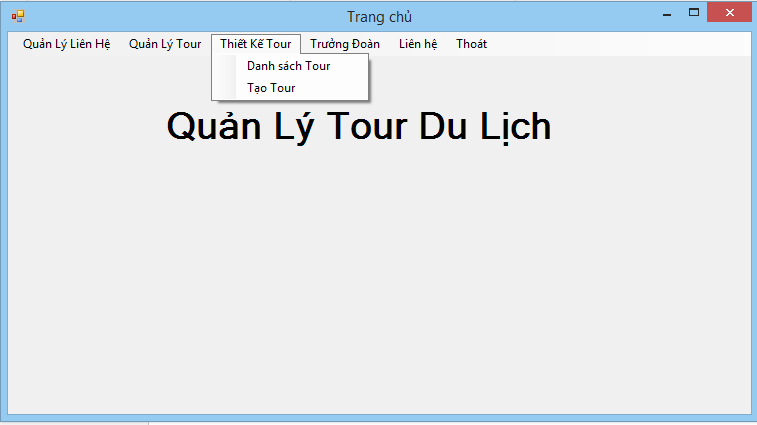 Trang chủ
Quản Lý Liên Hệ Quản Lý Tour Thiết Kế Tour Trưởng Đoàn Liên hệ Thoát
Danh sách Tour
Tạo Tour
Quản Lý Tour Du Lịch